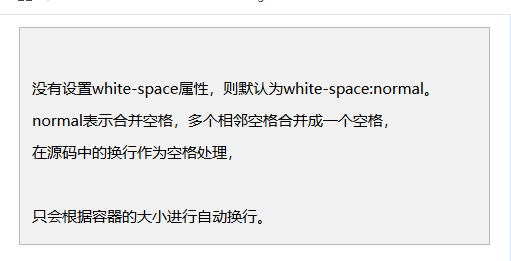 没有设置white-space属性，则默认为white-space:normal。
normal表示合并空格，多个相邻空格合并成一个空格，
在源码中的换行作为空格处理，
只会根据容器的大小进行自动换行。